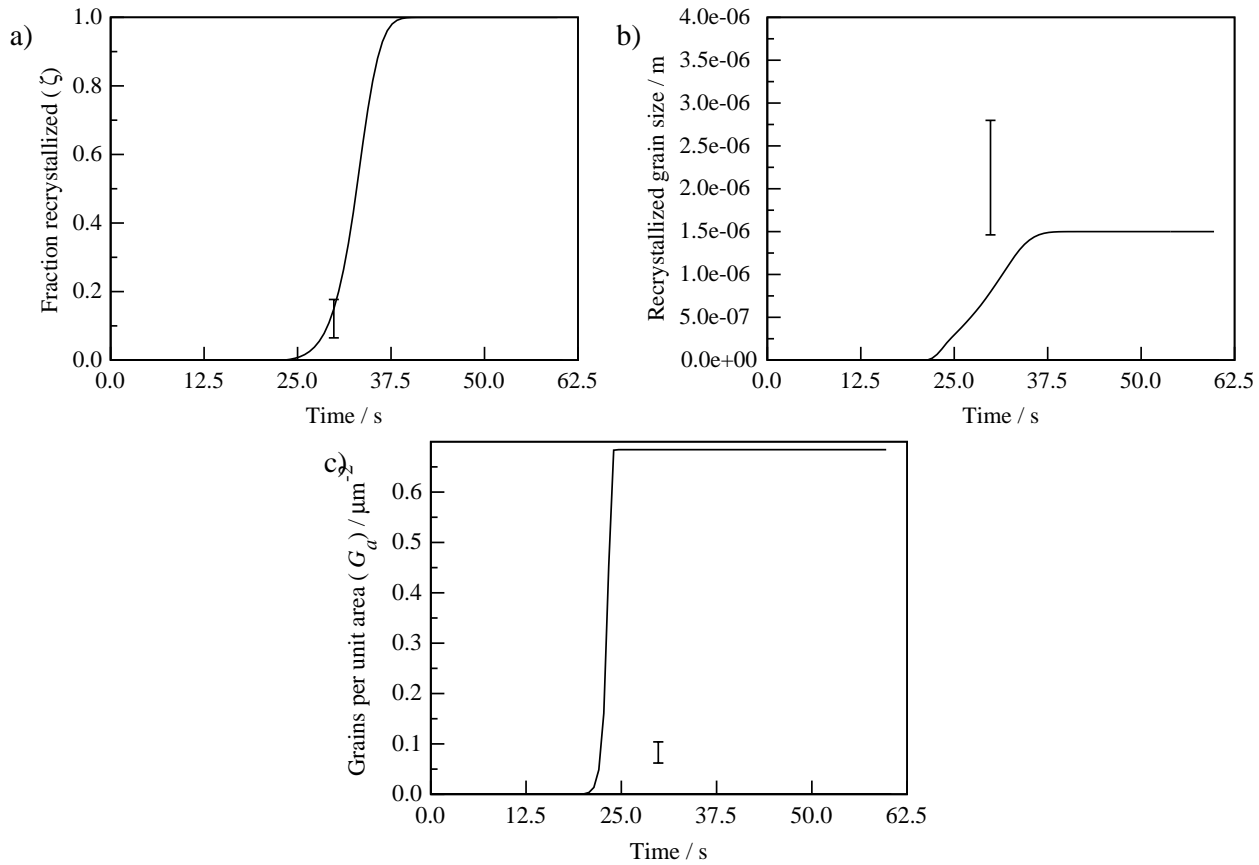 a)
Fraction recrystallized (ζ)
1.0
0.8
0.6
0.4
0.2
0.0
0.0 12.5 25.0 37.5 50.0 62.5
Time / s
b)
Recrystallized grain size / m
4.0e-06
3.5e-06
3.0e-06
2.5e-06
2.0e-06
1.5e-06
1.0e-06
5.0e-07
0.0e+00
0.0 12.5 25.0 37.5 50.0 62.5
Time / s
c)
Grains per unit area (G_a) / μm⁻²
0.6
0.5
0.4
0.3
0.2
0.1
0.0
0.0 12.5 25.0 37.5 50.0 62.5
Time / s